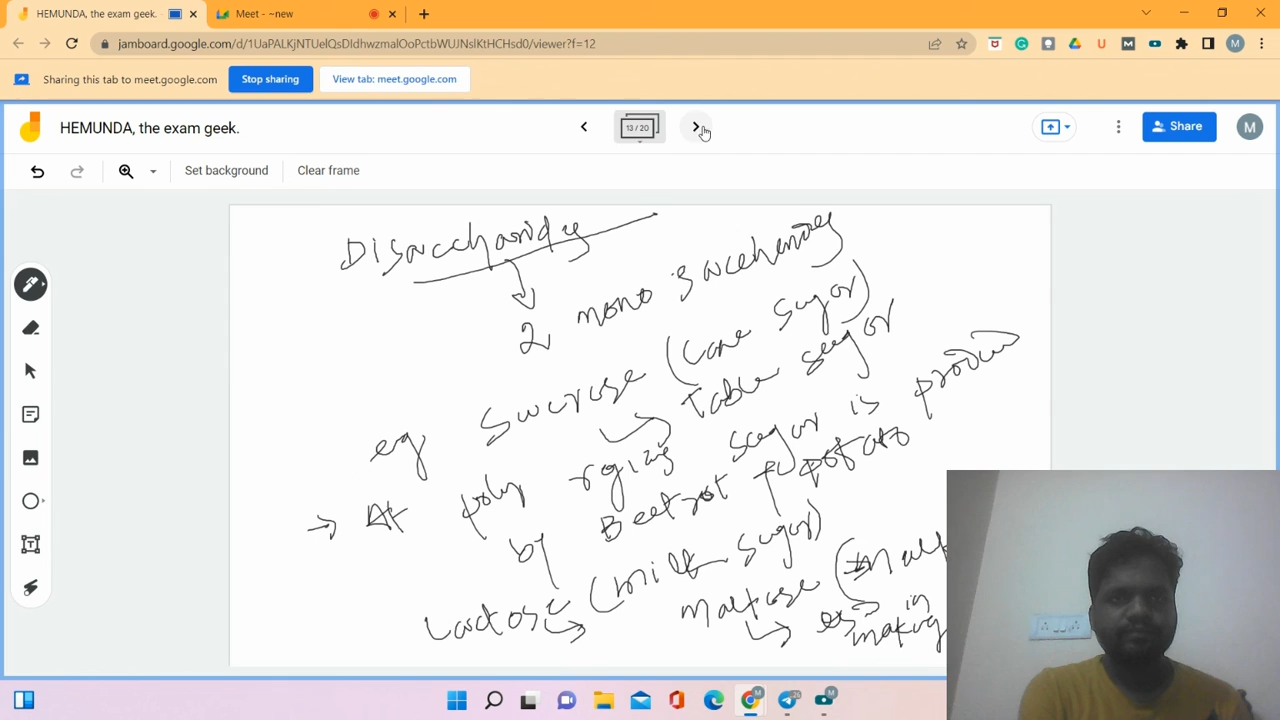 HEMUNDA, the exam geek.
Meet - ~new
jamboard.google.com/d/1UaPALKjNTUelQsDIdhwzmalOoPctbWUJNslKtHCHsd0/viewer?f=12
M
Sharing this tab to meet.google.com
Stop sharing
View tab: meet.google.com
HEMUNDA, the exam geek.
13 / 20
Share
M
Set background
Clear frame
Disaccharides
2 mono saccharides
eg Sucrose (Cane sugar)
Table sugar
At poly regins sugar is
by Beetroot potato
Lactose (milk sugar)
Maltose
in
making